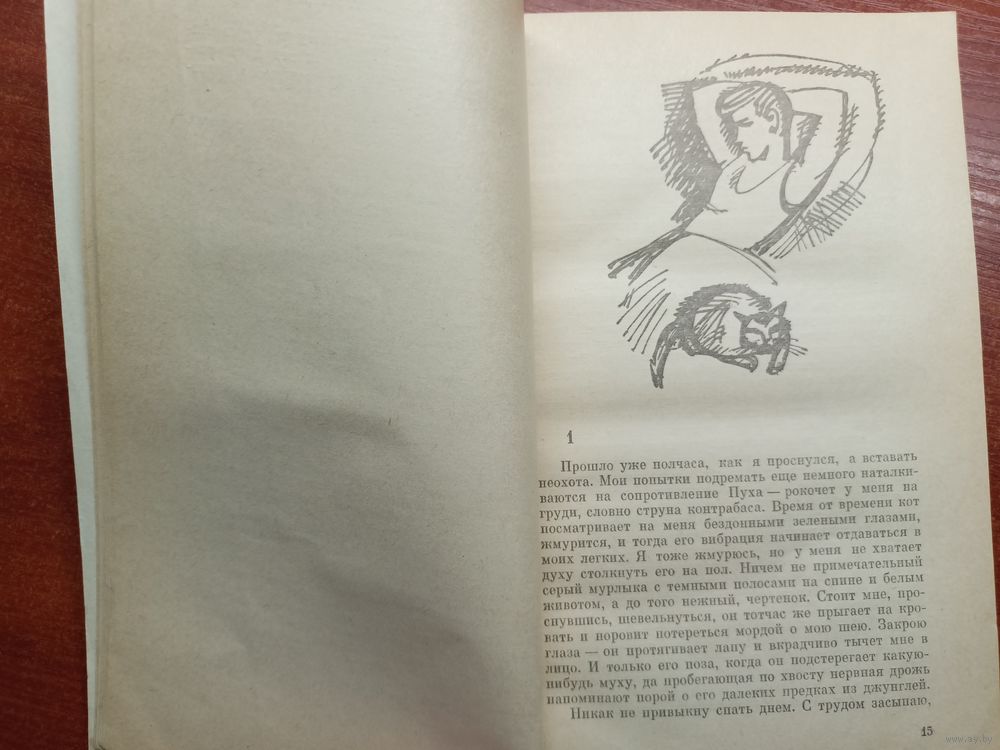 1
Прошло уже полчаса, как я проснулся, а вставать
неохота. Мои попытки подремать еще немного наталки-
ваются на сопротивление Пуха — рокочет у меня на
груди, словно струна контрабаса. Время от времени кот
посматривает на меня бездонными зелеными глазами,
жмурится, и тогда его вибрация начинает отдаваться в
моих легких. Я тоже жмурюсь, но у меня не хватает
духу столкнуть его на пол. Ничем не примечательный
серый мурлыка с темными полосами на спине и белым
животом, а до того нежный, чертенок. Стоит мне, про-
снувшись, шевельнуться, он тотчас же прыгает на кро-
вать и норовит потереться мордой о мою шею. Закрою
глаза — он протягивает лапу и вкрадчиво тычет мне в
лицо. И только его поза, когда он подстерегает какую-
нибудь муху, да пробегающая по хвосту нервная дрожь
напоминают порой о его далеких предках из джунглей.
Никак не привыкну спать днем. С трудом засыпаю,
15
www.ay.by